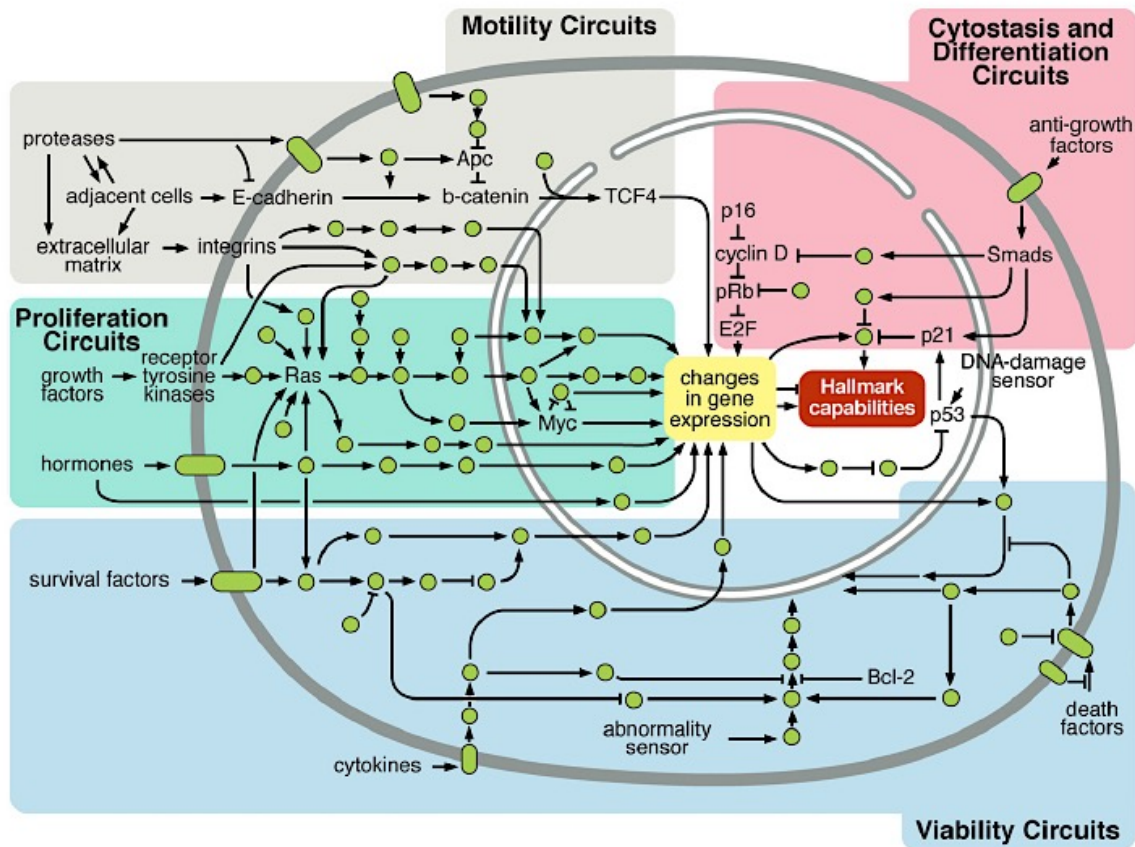 Motility Circuits
Cytostasis and
Differentiation
Circuits
proteases
adjacent cells
E-cadherin
Apc
b-catenin
TCF4
extracellular
matrix
integrins
anti-growth
factors
p16
cyclin D
Smads
pRb
E2F
p21
DNA-damage
sensor
Proliferation
Circuits
growth
factors
receptor
tyrosine
kinases
Ras
Myc
changes
in gene
expression
Hallmark
capabilities
p53
hormones
survival factors
Bcl-2
abnormality
sensor
death
factors
cytokines
Viability Circuits